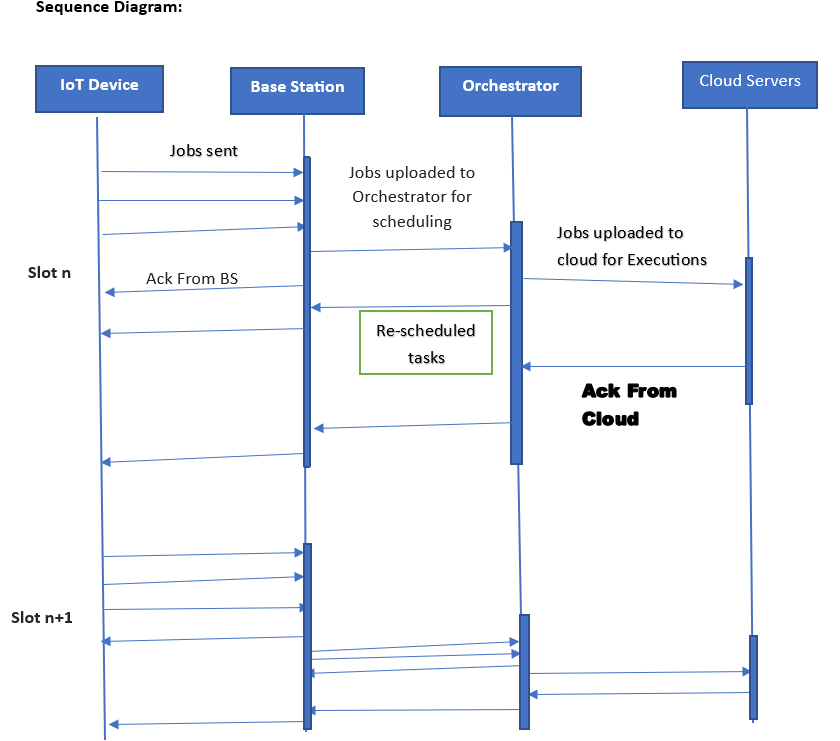 Sequence Diagram:
IoT Device
Base Station
Orchestrator
Cloud Servers
Jobs sent
Jobs uploaded to
Orchestrator for
scheduling
Jobs uploaded to
cloud for Executions
Slot n
Ack From BS
Re-scheduled
tasks
Ack From
Cloud
Slot n+1